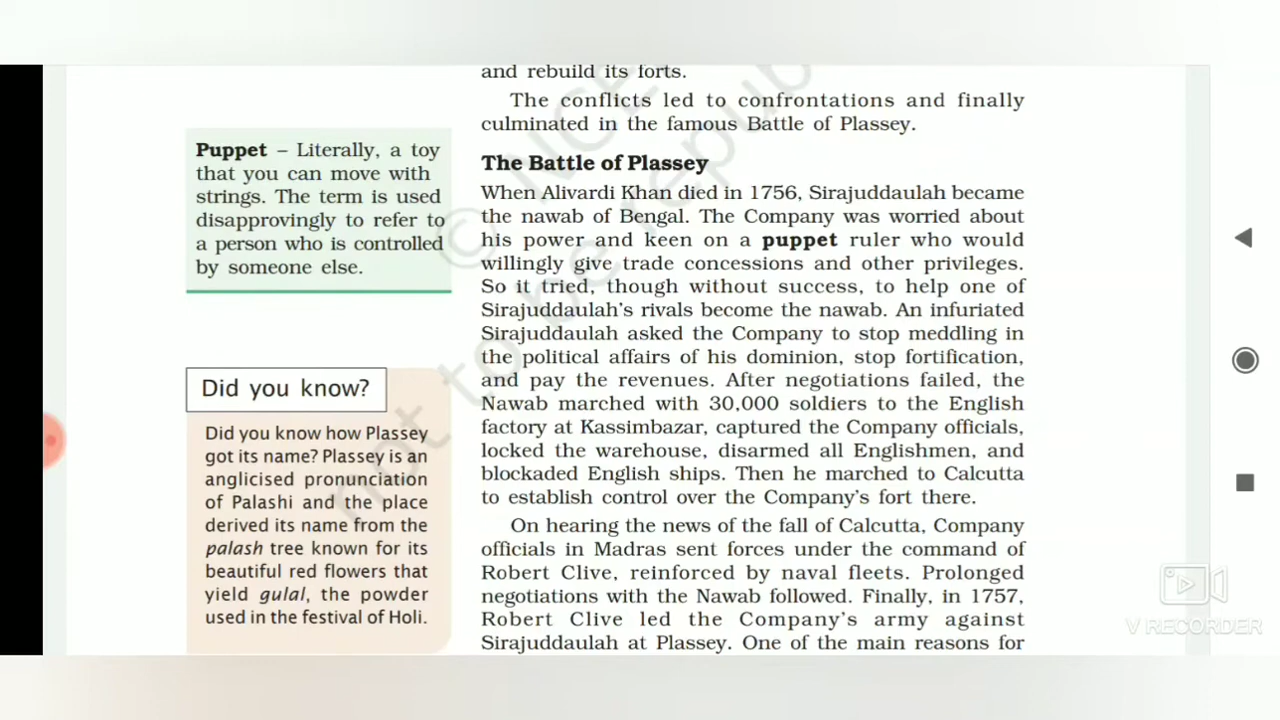 and rebuild its forts.
The conflicts led to confrontations and finally
culminated in the famous Battle of Plassey.
Puppet – Literally, a toy
that you can move with
strings. The term is used
disapprovingly to refer to
a person who is controlled
by someone else.
Did you know?
Did you know how Plassey
got its name? Plassey is an
anglicised pronunciation
of Palashi and the place
derived its name from the
palash tree known for its
beautiful red flowers that
yield gulal, the powder
used in the festival of Holi.
The Battle of Plassey
When Alivardi Khan died in 1756, Sirajuddaulah became
the nawab of Bengal. The Company was worried about
his power and keen on a puppet ruler who would
willingly give trade concessions and other privileges.
So it tried, though without success, to help one of
Sirajuddaulah's rivals become the nawab. An infuriated
Sirajuddaulah asked the Company to stop meddling in
the political affairs of his dominion, stop fortification,
and pay the revenues. After negotiations failed, the
Nawab marched with 30,000 soldiers to the English
factory at Kassimbazar, captured the Company officials,
locked the warehouse, disarmed all Englishmen, and
blockaded English ships. Then he marched to Calcutta
to establish control over the Company's fort there.
On hearing the news of the fall of Calcutta, Company
officials in Madras sent forces under the command of
Robert Clive, reinforced by naval fleets. Prolonged
negotiations with the Nawab followed. Finally, in 1757,
Robert Clive led the Company's army against
Sirajuddaulah at Plassey. One of the main reasons for
© NCE
not to be repub
V RECORDER